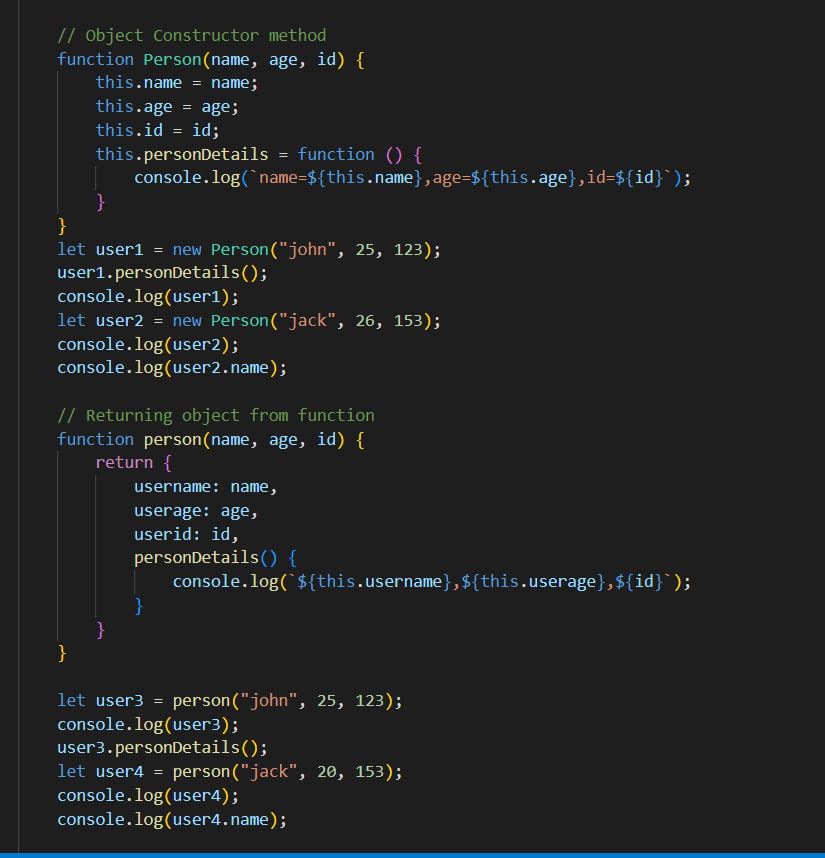 // Object Constructor method
function Person(name, age, id) {
    this.name = name;
    this.age = age;
    this.id = id;
    this.personDetails = function () {
        console.log(`name=${this.name},age=${this.age},id=${id}`);
    }
}
let user1 = new Person("john", 25, 123);
user1.personDetails();
console.log(user1);
let user2 = new Person("jack", 26, 153);
console.log(user2);
console.log(user2.name);

// Returning object from function
function person(name, age, id) {
    return {
        username: name,
        userage: age,
        userid: id,
        personDetails() {
            console.log(`${this.username},${this.userage},${id}`);
        }
    }
}

let user3 = person("john", 25, 123);
console.log(user3);
user3.personDetails();
let user4 = person("jack", 20, 153);
console.log(user4);
console.log(user4.name);